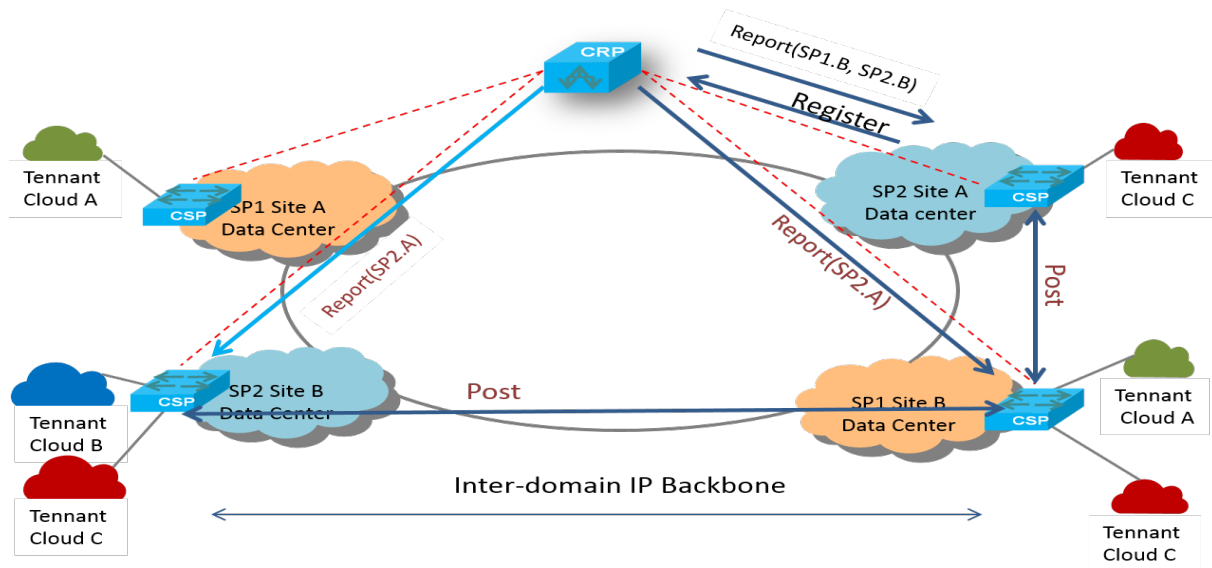 CRP
Report(SP1.B, SP2.B)
Register
Tennant
Cloud A
CSP
SP1 Site A
Data Center
Report(SP2.A)
Report(SP2.A)
SP2 Site A
Data center
CSP
Tennant
Cloud C
Post
Tennant
Cloud B
CSP
SP2 Site B
Data Center
Post
SP1 Site B
Data Center
CSP
Tennant
Cloud A
Tennant
Cloud C
Inter-domain IP Backbone
Tennant
Cloud C